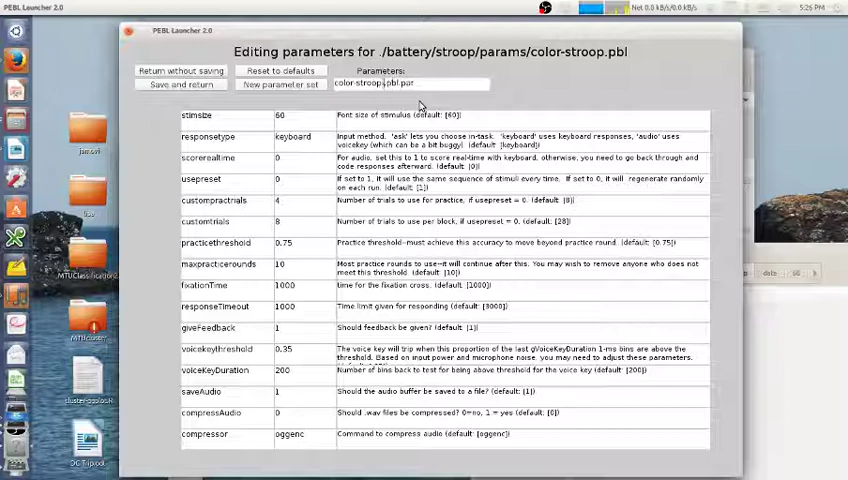 PEBL Launcher 2.0
Net 0.0 kB/0.0 kB/s
5:26 PM
PEBL Launcher 2.0
Editing parameters for ./battery/stroop/params/color-stroop.pbl
Return without saving
Reset to defaults
Parameters:
color-stroop.pbl.par
Save and return
New parameter set
stimsize 60 Font size of stimulus (default: [60])
responsetype keyboard Input method. 'ask' lets you choose in-task. 'keyboard' uses keyboard responses, 'audio' uses
voicekey (which can be a bit buggy) (default: [keyboard])
scorerealtime 0 For audio, set this to 1 to score real-time with keyboard, otherwise, you need to go back through and
code responses afterward. (default: [0])
usepreset 0 If set to 1, it will use the same sequence of stimuli every time. If set to 0, it will regenerate randomly
on each run. (default: [1])
custompractrials 4 Number of trials to use for practice, if usepreset = 0. (default: [8])
customtrials 8 Number of trials to use per block, if usepreset = 0. (default: [28])
practicethreshold 0.75 Practice threshold--must achieve this accuracy to move beyond practice round. (default: [0.75])
maxpracticerounds 10 Most practice rounds to use--it will continue after this. You may wish to remove anyone who does not
meet this threshold. (default: [10])
fixationTime 1000 time for the fixation cross. (default: [1000])
responseTimeout 1000 Time limit given for responding (default: [3000])
giveFeedback 1 Should feedback be given? (default: [1])
voicekeythreshold 0.35 The voice key will trip when this proportion of the last gVoiceKeyDuration 1-ms bins are above the
threshold. Based on input power and microphone noise, you may need to adjust these parameters.
voiceKeyDuration 200 Number of bins back to test for being above threshold for the voice key (default: [200])
saveAudio 1 Should the audio buffer be saved to a file? (default: [1])
compressAudio 0 Should .wav files be compressed? 0=no, 1 = yes (default: [0])
compressor oggenc Command to compress audio (default: [oggenc])
jam.ovi
MTUClassification2
MTUcluster
DC Trip.odt
data